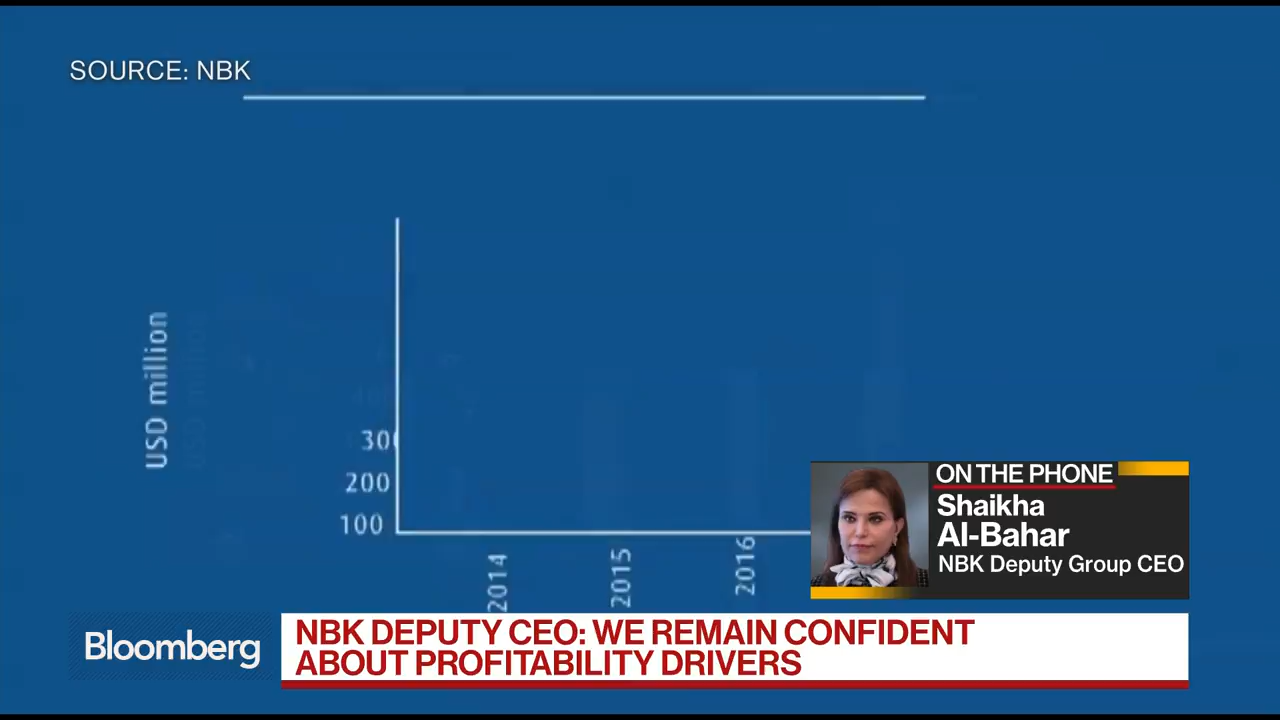 SOURCE: NBK
USD million
200
100
2014
2015
2016
ON THE PHONE
Shaikha
Al-Bahar
NBK Deputy Group CEO
Bloomberg
NBK DEPUTY CEO: WE REMAIN CONFIDENT
ABOUT PROFITABILITY DRIVERS